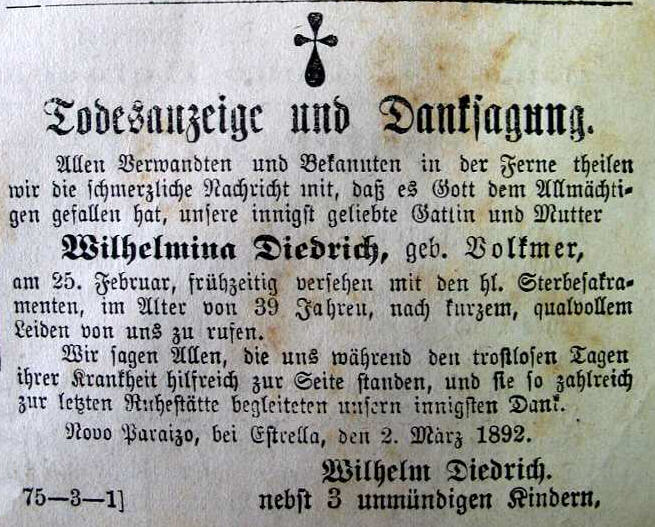 Todesanzeige und Danksagung.
Allen Verwandten und Bekannten in der Ferne theilen
wir die schmerzliche Nachricht mit, daß es Gott dem Allmächti-
gen gefallen hat, unsere innigst geliebte Gattin und Mutter
Wilhelmina Diedrich, geb. Volkmer,
am 25. Februar, frühzeitig versehen mit den hl. Sterbesakra-
menten, im Alter von 39 Jahren, nach kurzem, qualvollem
Leiden von uns zu rufen.
Wir sagen Allen, die uns während den trostlosen Tagen
ihrer Krankheit hilfreich zur Seite standen, und sie so zahlreich
zur letzten Ruhestätte begleiteten unsern innigsten Dank.
Novo Paraizo, bei Estrella, den 2. März 1892.
Wilhelm Diedrich.
75—3—1] nebst 3 unmündigen Kindern,